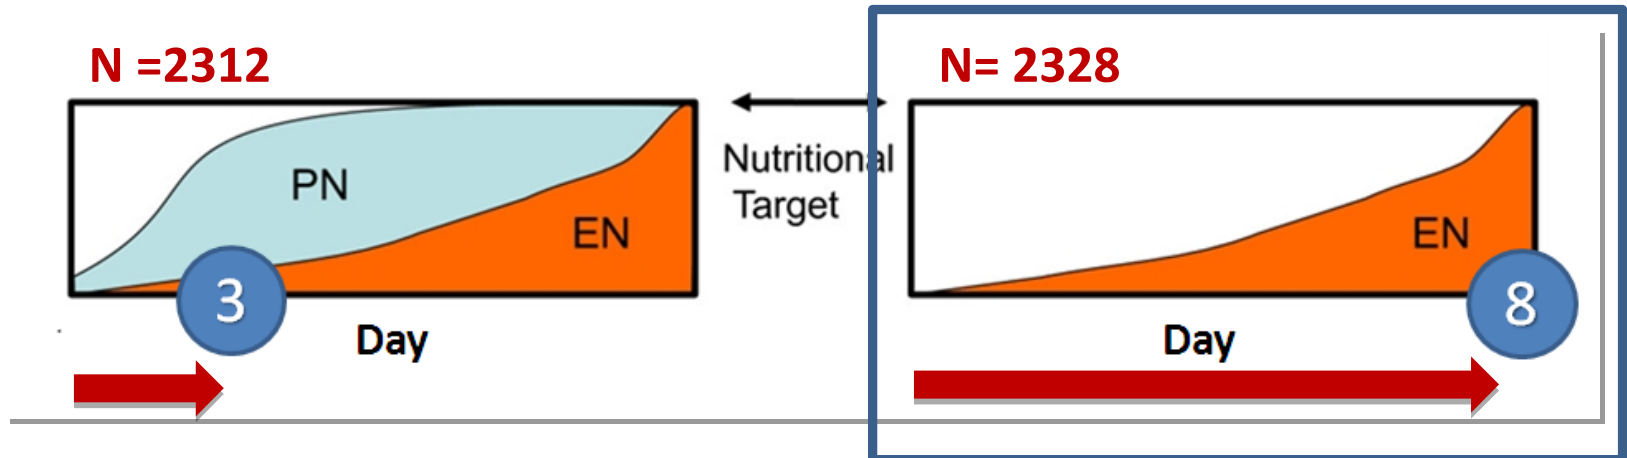 N =2312
N= 2328
PN
EN
Nutritional
Target
EN
3
8
Day
Day